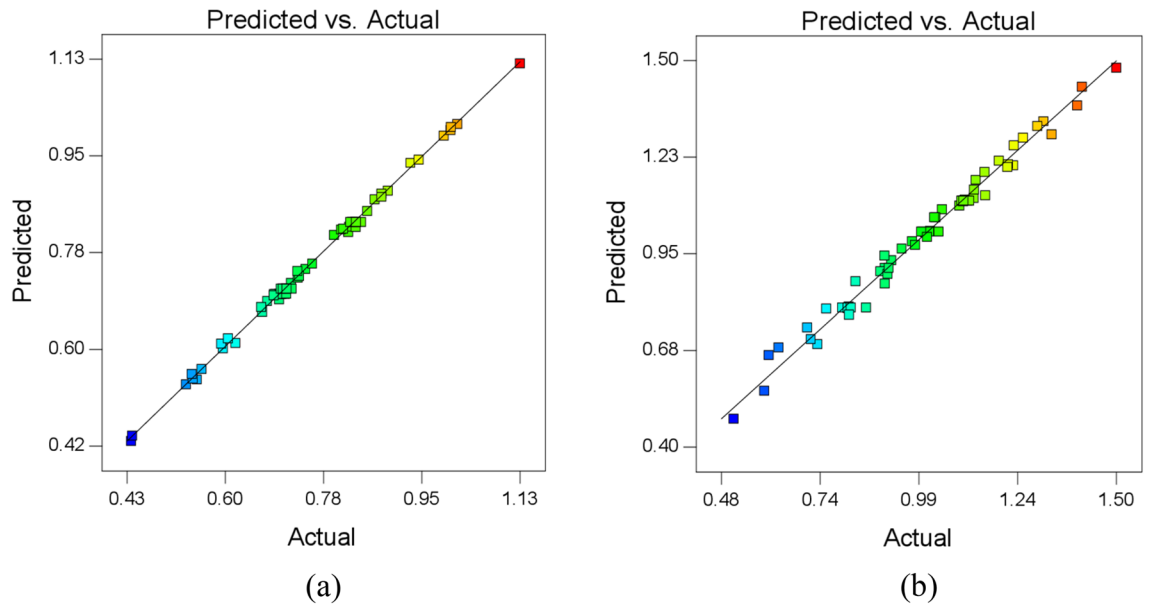 Predicted vs. Actual
1.13
0.95
0.78
0.60
0.42
Predicted
0.43 0.60 0.78 0.95 1.13
Actual
(a)
Predicted vs. Actual
1.50
1.23
0.95
0.68
0.40
Predicted
0.48 0.74 0.99 1.24 1.50
Actual
(b)